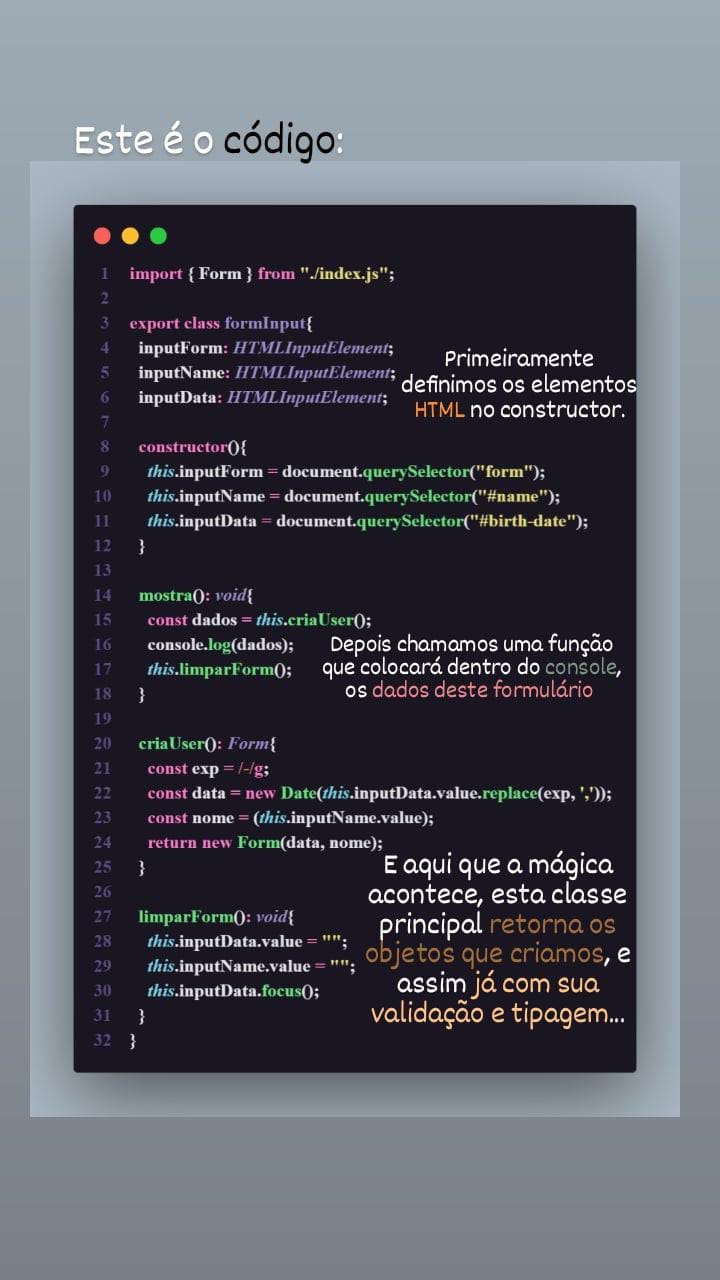 Este é o código:
1 import { Form } from "./index.js";
2
3 export class formInput{
4 inputForm: HTMLInputElement;
5 inputName: HTMLInputElement;
6 inputData: HTMLInputElement;
Primeiramente
definimos os elementos
HTML no constructor.
7
8 constructor(){
9 this.inputForm = document.querySelector("form");
10 this.inputName = document.querySelector("#name");
11 this.inputData = document.querySelector("#birth-date");
12 }
13
14 mostra(): void{
15 const dados = this.criaUser();
16 console.log(dados);
17 this.limparForm();
18 }
Depois chamamos uma função
que colocará dentro do console,
os dados deste formulário
19
20 criaUser(): Form{
21 const exp = /-/g;
22 const data = new Date(this.inputData.value.replace(exp, ','));
23 const nome = (this.inputName.value);
24 return new Form(data, nome);
25 }
26
27 limparForm(): void{
28 this.inputData.value = "";
29 this.inputName.value = "";
30 this.inputData.focus();
31 }
32 }
E aqui que a mágica
acontece, esta classe
principal retorna os
objetos que criamos, e
assim já com sua
validação e tipagem...